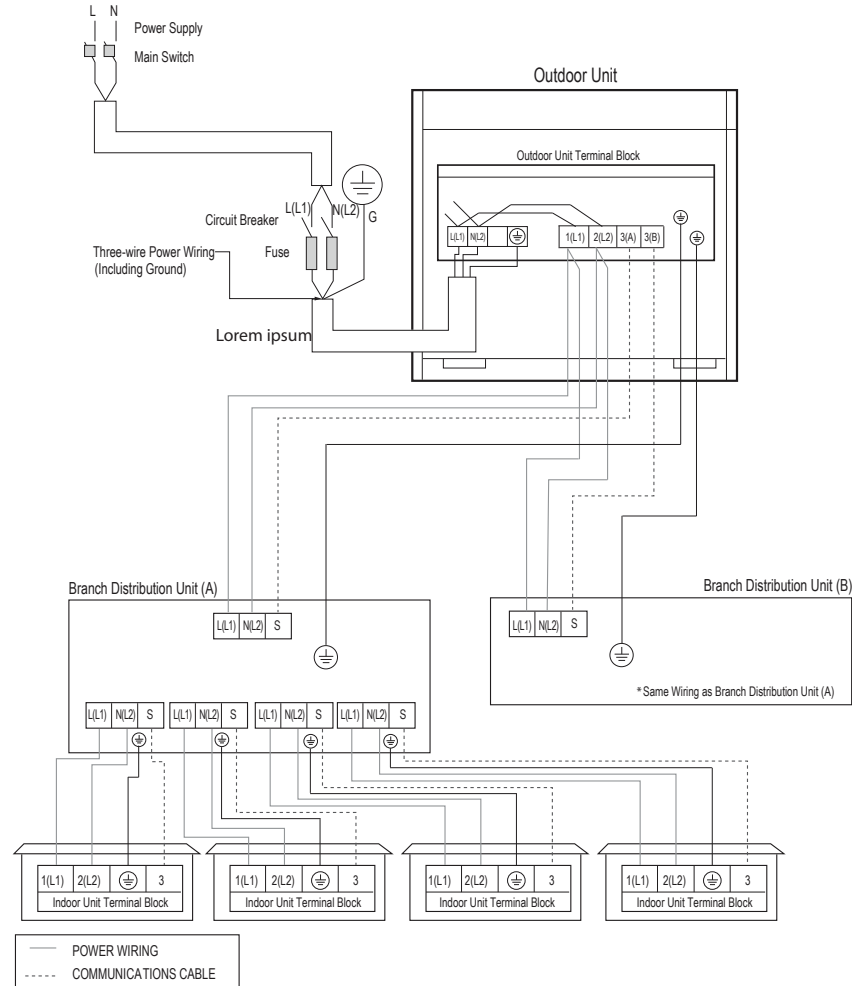 L N
Power Supply
Main Switch
Outdoor Unit
Outdoor Unit Terminal Block
L(L1) N(L2) G
Circuit Breaker
L(L1) N(L2)
1(L1) 2(L2) 3(A) 3(B)
Three-wire Power Wiring
(Including Ground)
Fuse
Lorem ipsum
Branch Distribution Unit (A)
L(L1) N(L2) S
Branch Distribution Unit (B)
L(L1) N(L2) S
*Same Wiring as Branch Distribution Unit (A)
L(L1) N(L2) S
L(L1) N(L2) S
L(L1) N(L2) S
L(L1) N(L2) S
1(L1) 2(L2) 3
Indoor Unit Terminal Block
1(L1) 2(L2) 3
Indoor Unit Terminal Block
1(L1) 2(L2) 3
Indoor Unit Terminal Block
1(L1) 2(L2) 3
Indoor Unit Terminal Block
POWER WIRING
COMMUNICATIONS CABLE